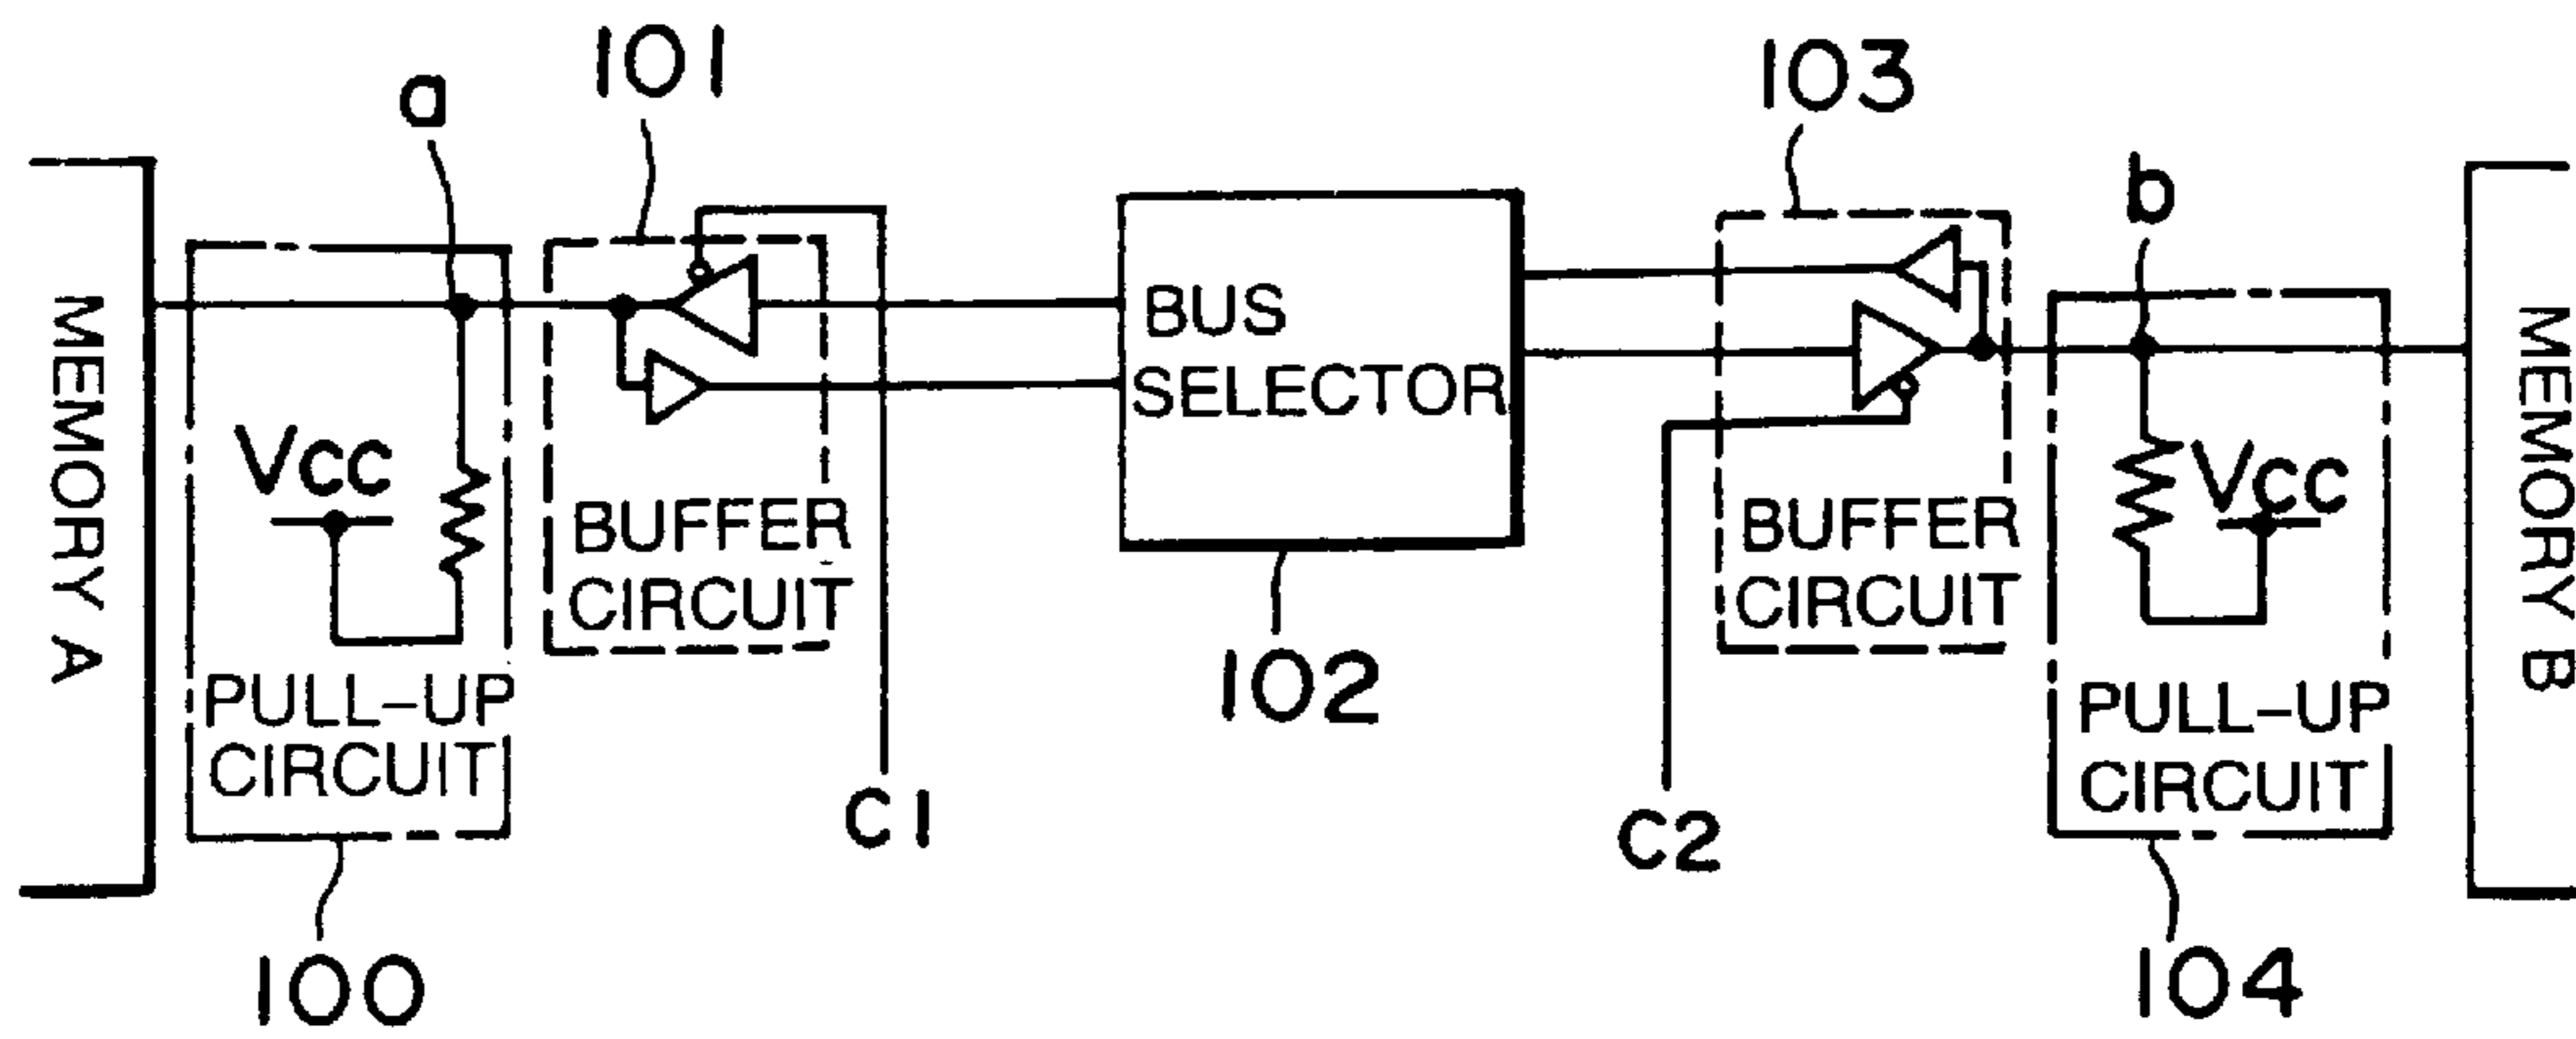 101
103
a
b
MEMORY A
BUS
SELECTOR
MEMORY B
Vcc
Vcc
BUFFER
CIRCUIT
BUFFER
CIRCUIT
102
PULL-UP
CIRCUIT
PULL-UP
CIRCUIT
C1
C2
100
104